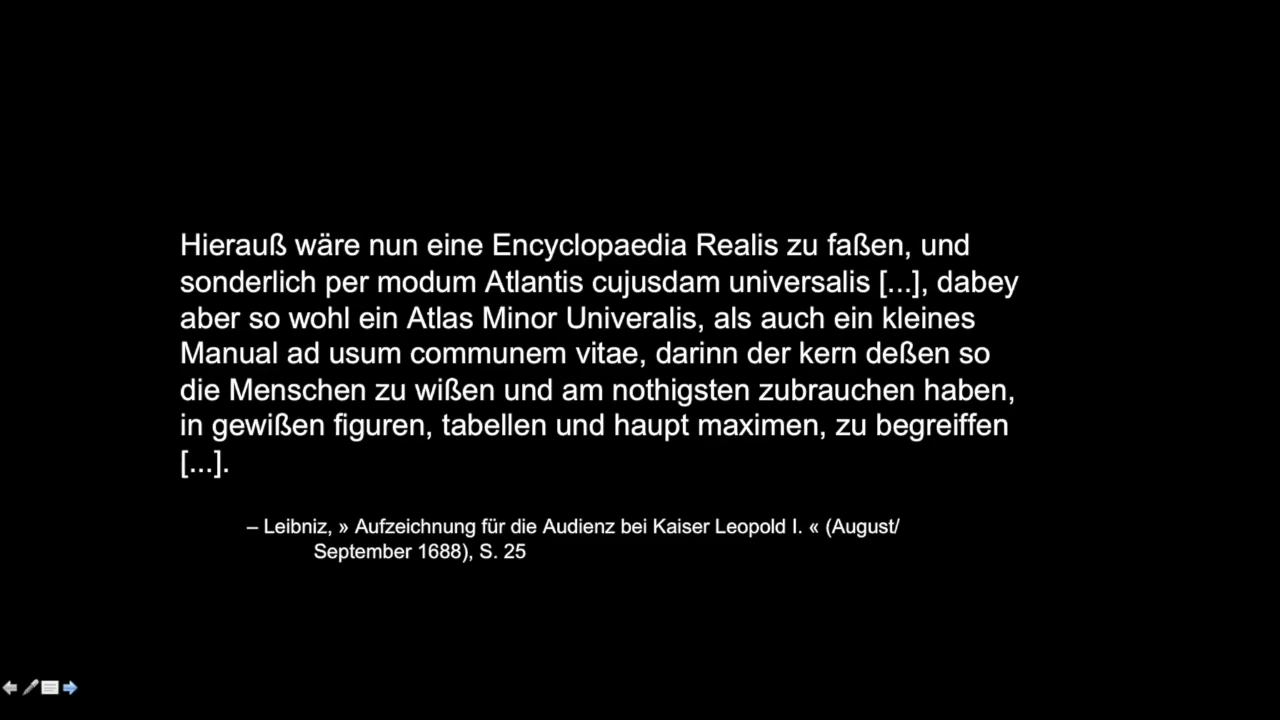 Hierauß wäre nun eine Encyclopaedia Realis zu faßen, und
sonderlich per modum Atlantis cujusdam universalis [...], dabey
aber so wohl ein Atlas Minor Univeralis, als auch ein kleines
Manual ad usum communem vitae, darinn der kern deßen so
die Menschen zu wißen und am nothigsten zubrauchen haben,
in gewißen figuren, tabellen und haupt maximen, zu begreiffen
[...].
– Leibniz, » Aufzeichnung für die Audienz bei Kaiser Leopold I. « (August/
September 1688), S. 25